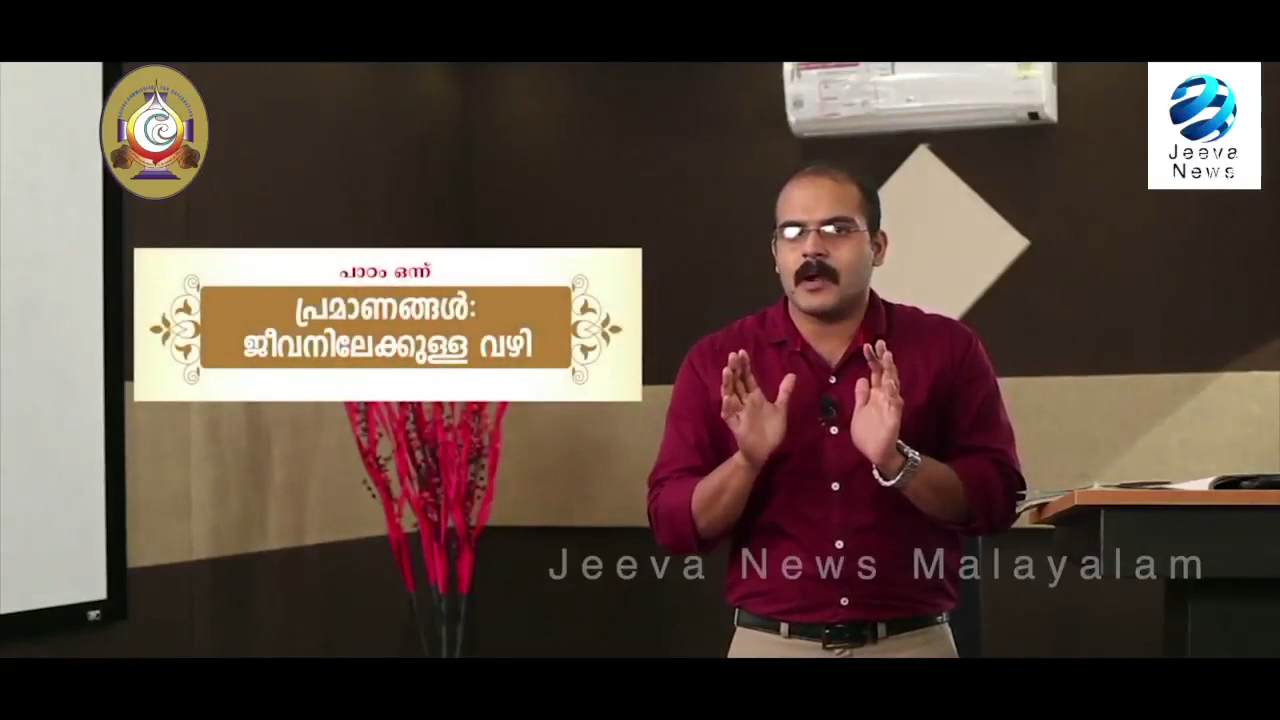 Jeeva
News
പാഠം ഒന്ന്
പ്രമാണങ്ങൾ:
ജീവനിലേക്കുള്ള വഴി
Jeeva News Malayalam